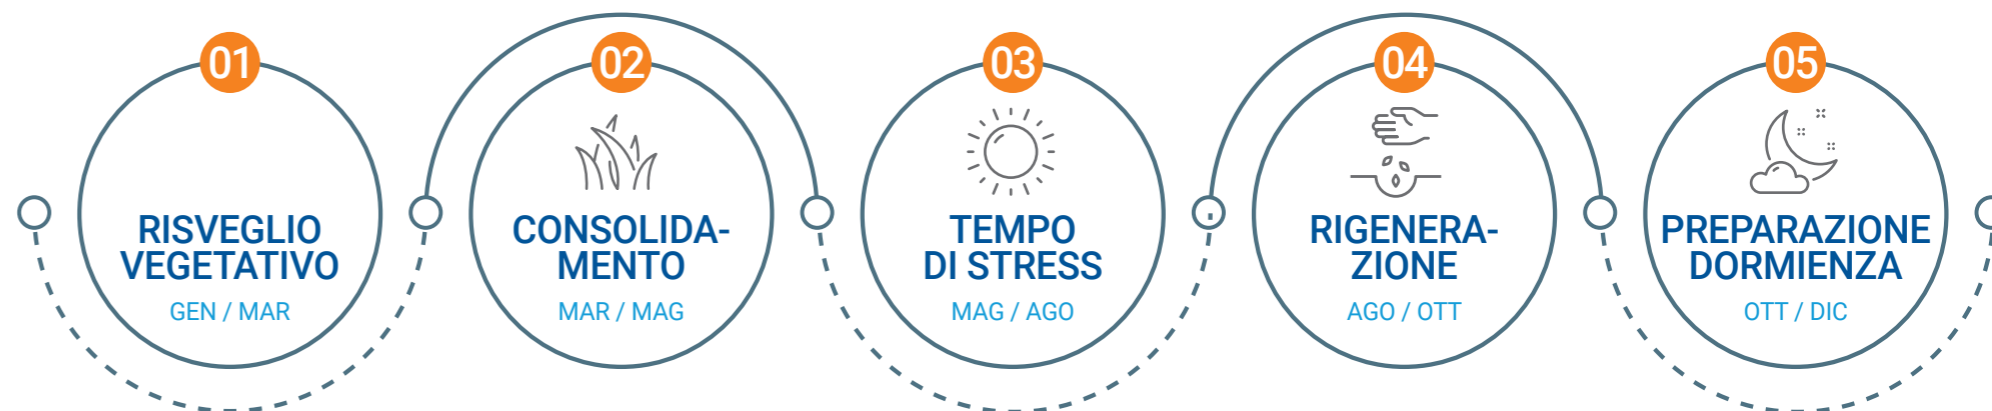 01
RISVEGLIO
VEGETATIVO
GEN / MAR
02
CONSOLIDA-
MENTO
MAR / MAG
03
TEMPO
DI STRESS
MAG / AGO
04
RIGENERA-
ZIONE
AGO / OTT
05
PREPARAZIONE
DORMIENZA
OTT / DIC